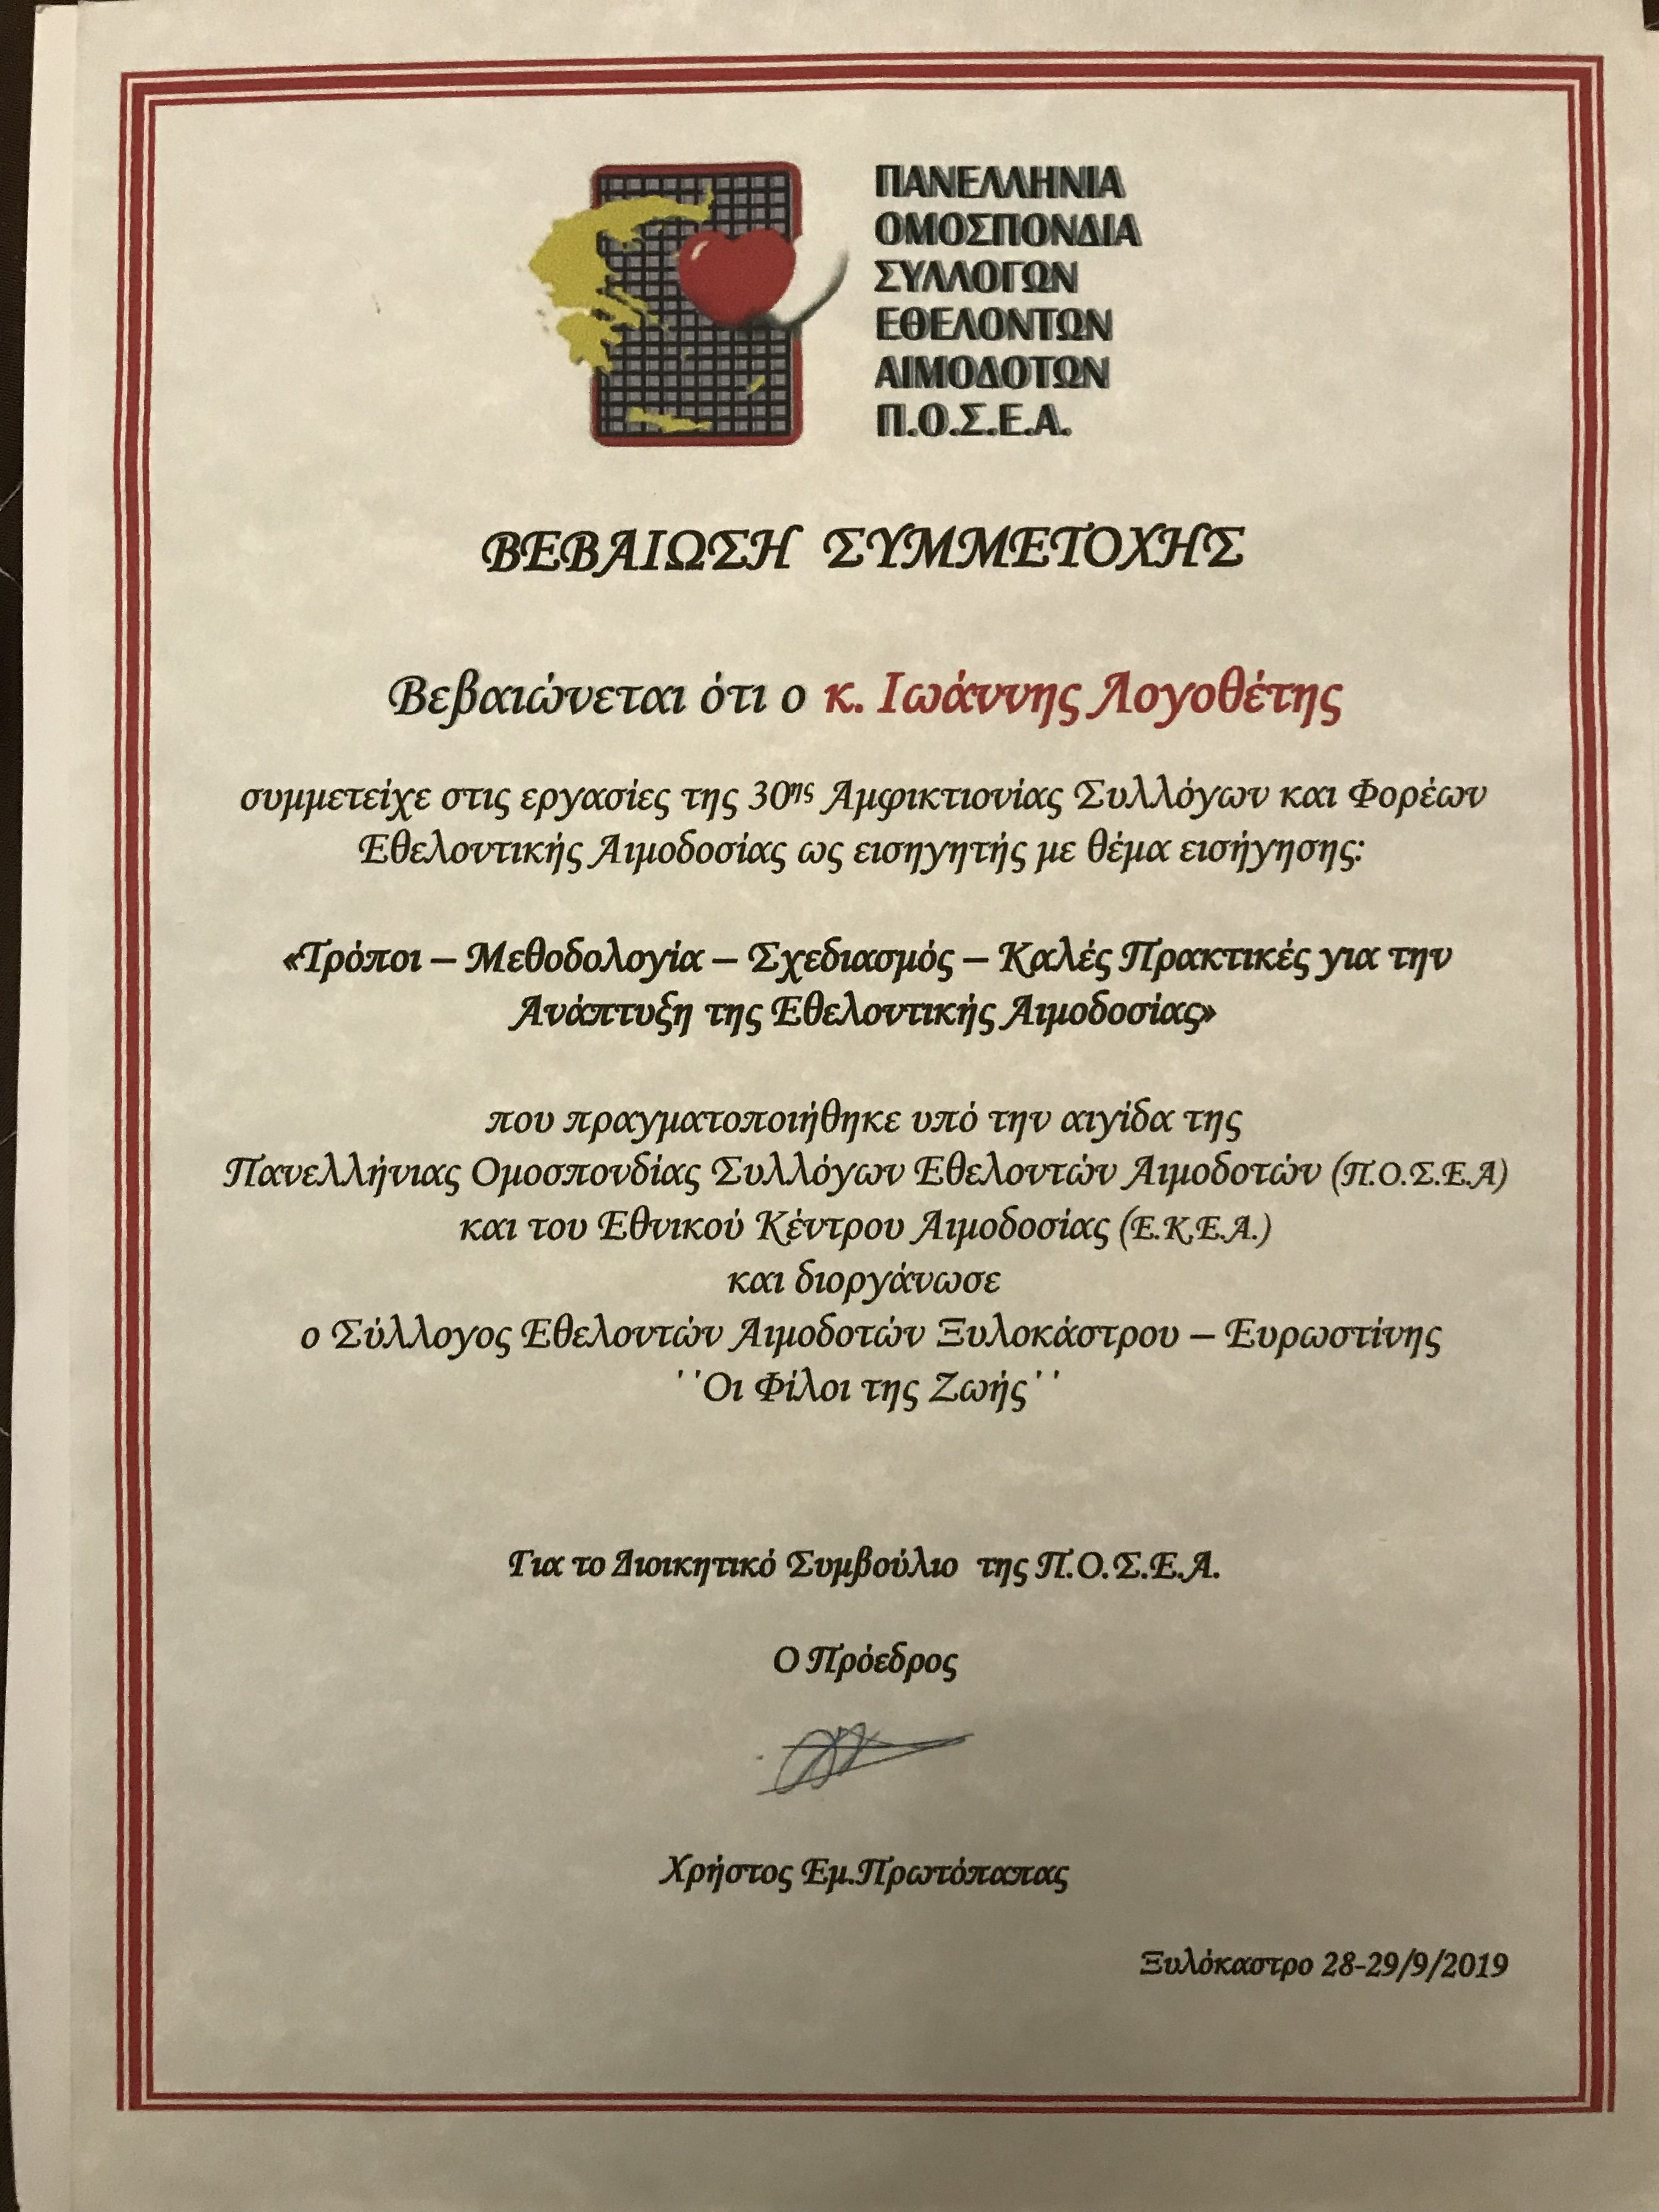 ΠΑΝΕΛΛΗΝΙΑ
ΟΜΟΣΠΟΝΔΙΑ
ΣΥΛΛΟΓΩΝ
ΕΘΕΛΟΝΤΩΝ
ΑΙΜΟΔΟΤΩΝ
Π.Ο.Σ.Ε.Α.
ΒΕΒΑΙΩΣΗ ΣΥΜΜΕΤΟΧΗΣ
Βεβαιώνεται ότι ο κ. Ιωάννης Λογοθέτης
συμμετείχε στις εργασίες της 30ης Αμφικτιονίας Συλλόγων και Φορέων
Εθελοντικής Αιμοδοσίας ως εισηγητής με θέμα εισήγησης:
«Τρόποι – Μεθοδολογία – Σχεδιασμός – Καλές Πρακτικές για την
Ανάπτυξη της Εθελοντικής Αιμοδοσίας»
που πραγματοποιήθηκε υπό την αιγίδα της
Πανελλήνιας Ομοσπονδίας Συλλόγων Εθελοντών Αιμοδοτών (Π.Ο.Σ.Ε.Α)
και του Εθνικού Κέντρου Αιμοδοσίας (Ε.Κ.Ε.Α.)
και διοργάνωσε
ο Σύλλογος Εθελοντών Αιμοδοτών Ξυλοκάστρου – Ευρωστίνης
΄΄Οι Φίλοι της Ζωής΄΄
Για το Διοικητικό Συμβούλιο της Π.Ο.Σ.Ε.Α.
Ο Πρόεδρος
Χρήστος Εμ.Πρωτόπαπας
Ξυλόκαστρο 28-29/9/2019